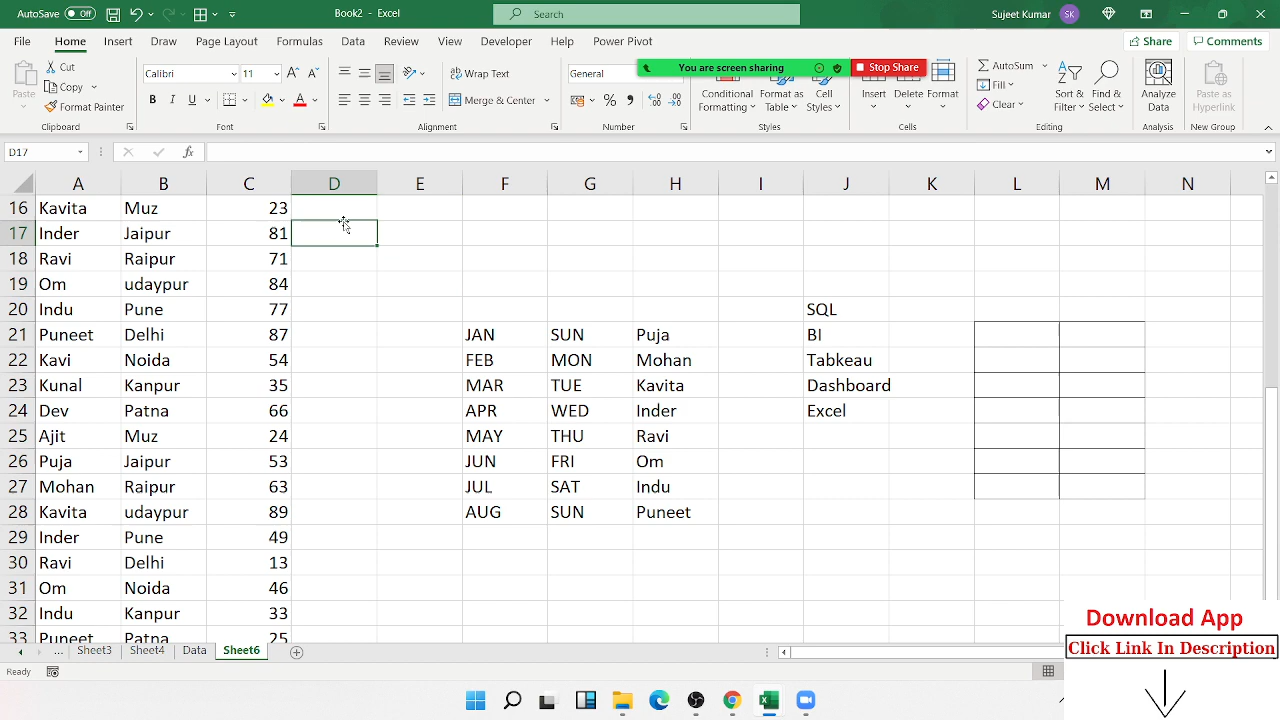 AutoSave Off Book2 - Excel Search Sujeet Kumar SK
File Home Insert Draw Page Layout Formulas Data Review View Developer Help Power Pivot Share Comments
Paste Cut Copy Format Painter Clipboard
Calibri 11 B I U A Font
Wrap Text Merge & Center Alignment
General % Number
You are screen sharing Stop Share
Conditional Formatting Format as Table Cell Styles Styles
Insert Delete Format Cells
AutoSum Fill Clear Sort & Filter Find & Select Editing
Analyze Data Analysis
Paste as Hyperlink New Group
D17 fx
A B C D E F G H I J K L M N
16 Kavita Muz 23
17 Inder Jaipur 81
18 Ravi Raipur 71
19 Om udaypur 84
20 Indu Pune 77 SQL
21 Puneet Delhi 87 JAN SUN Puja BI
22 Kavi Noida 54 FEB MON Mohan Tabkeau
23 Kunal Kanpur 35 MAR TUE Kavita Dashboard
24 Dev Patna 66 APR WED Inder Excel
25 Ajit Muz 24 MAY THU Ravi
26 Puja Jaipur 53 JUN FRI Om
27 Mohan Raipur 63 JUL SAT Indu
28 Kavita udaypur 89 AUG SUN Puneet
29 Inder Pune 49
30 Ravi Delhi 13
31 Om Noida 46
32 Indu Kanpur 33
33 Puneet Patna 25
... Sheet3 Sheet4 Data Sheet6
Ready
Download App
Click Link In Description